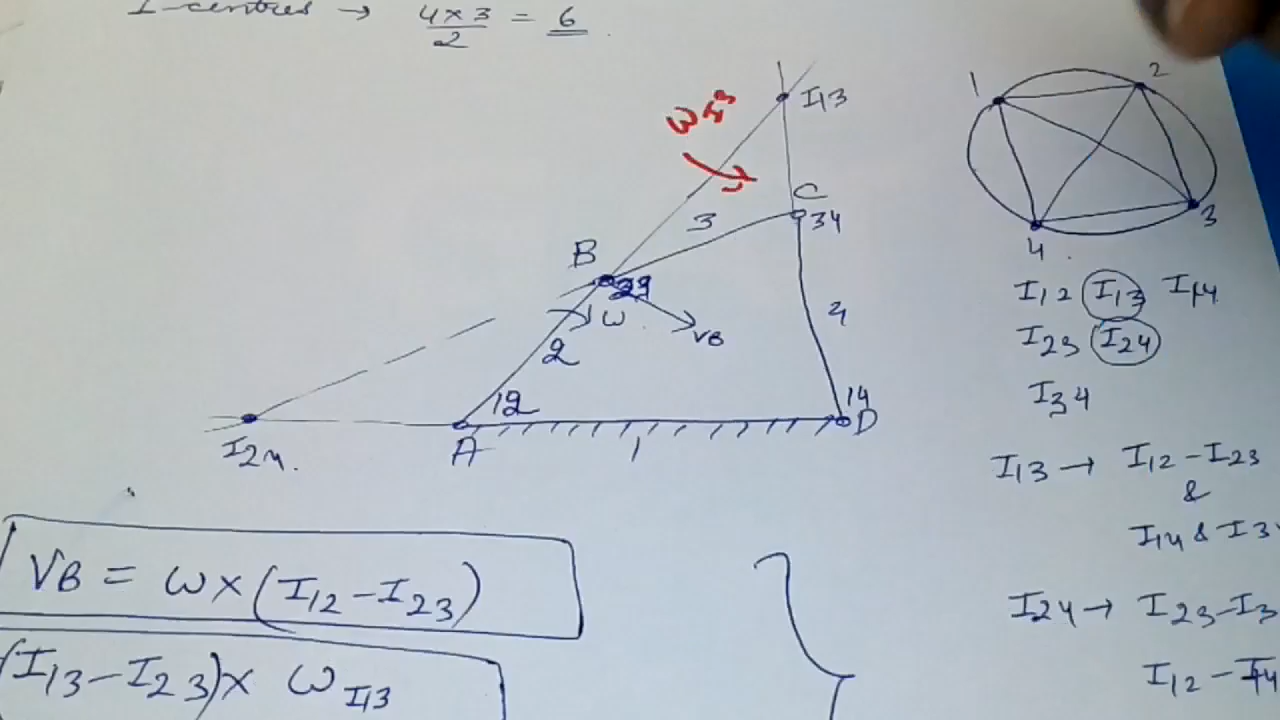 I-centres → 4×3/2 = 6
I13
ωI13
C
34
3
B
23
ω
VB
2
4
12
14
A
D
1
I24.
1
2
3
4
I12 I13 I14
I23 I24
I34
I13 → I12 - I23
&
I14 & I3
I24 → I23 - I3
I12 - I14
VB = ω × (I12 - I23)
(I13 - I23) × ωI13